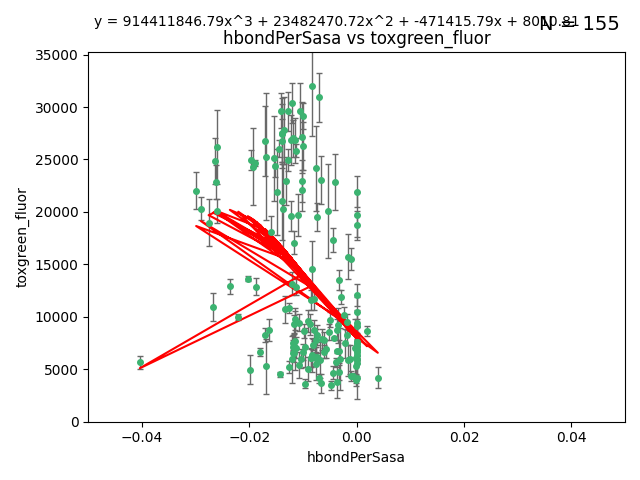 y = 914411846.79x^3 + 23482470.72x^2 + -471415.79x + 8010.81
N = 155
hbondPerSasa vs toxgreen_fluor
35000
30000
25000
20000
15000
10000
5000
0
toxgreen_fluor
−0.04 −0.02 0.00 0.02 0.04
hbondPerSasa